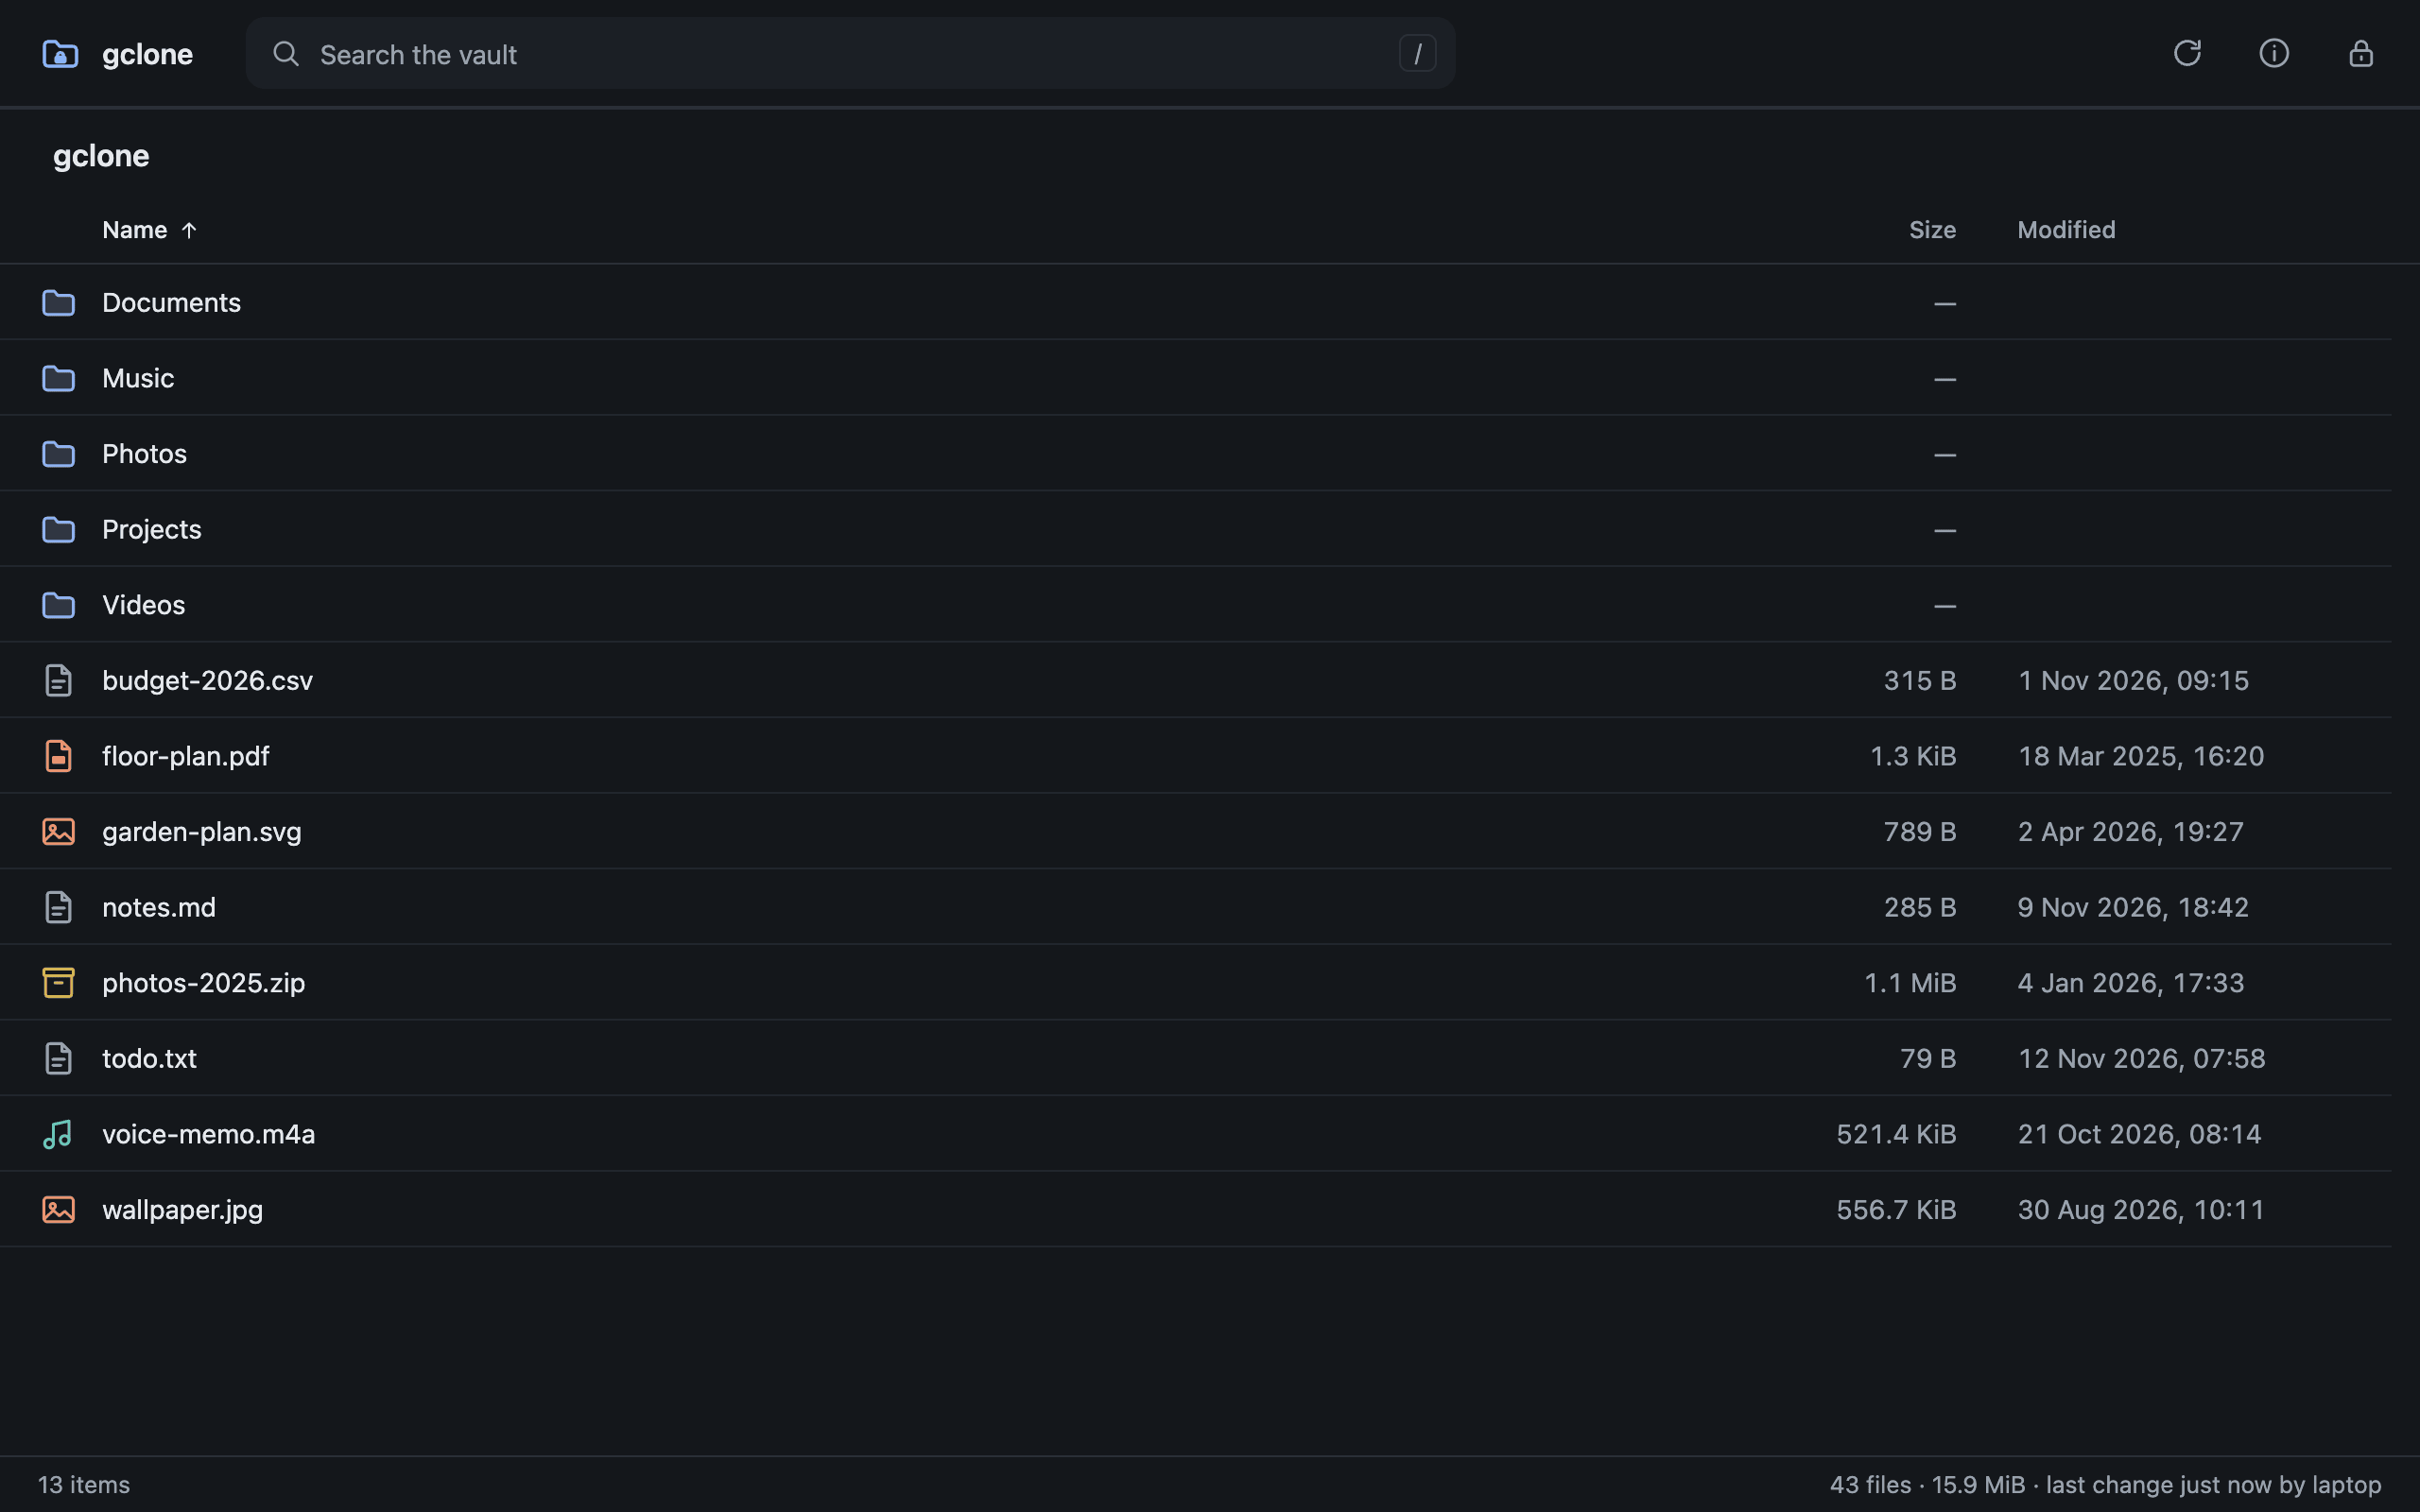 gclone
Search the vault /
gclone
Name ↑ Size Modified
Documents —
Music —
Photos —
Projects —
Videos —
budget-2026.csv 315 B 1 Nov 2026, 09:15
floor-plan.pdf 1.3 KiB 18 Mar 2025, 16:20
garden-plan.svg 789 B 2 Apr 2026, 19:27
notes.md 285 B 9 Nov 2026, 18:42
photos-2025.zip 1.1 MiB 4 Jan 2026, 17:33
todo.txt 79 B 12 Nov 2026, 07:58
voice-memo.m4a 521.4 KiB 21 Oct 2026, 08:14
wallpaper.jpg 556.7 KiB 30 Aug 2026, 10:11
13 items 43 files · 15.9 MiB · last change just now by laptop